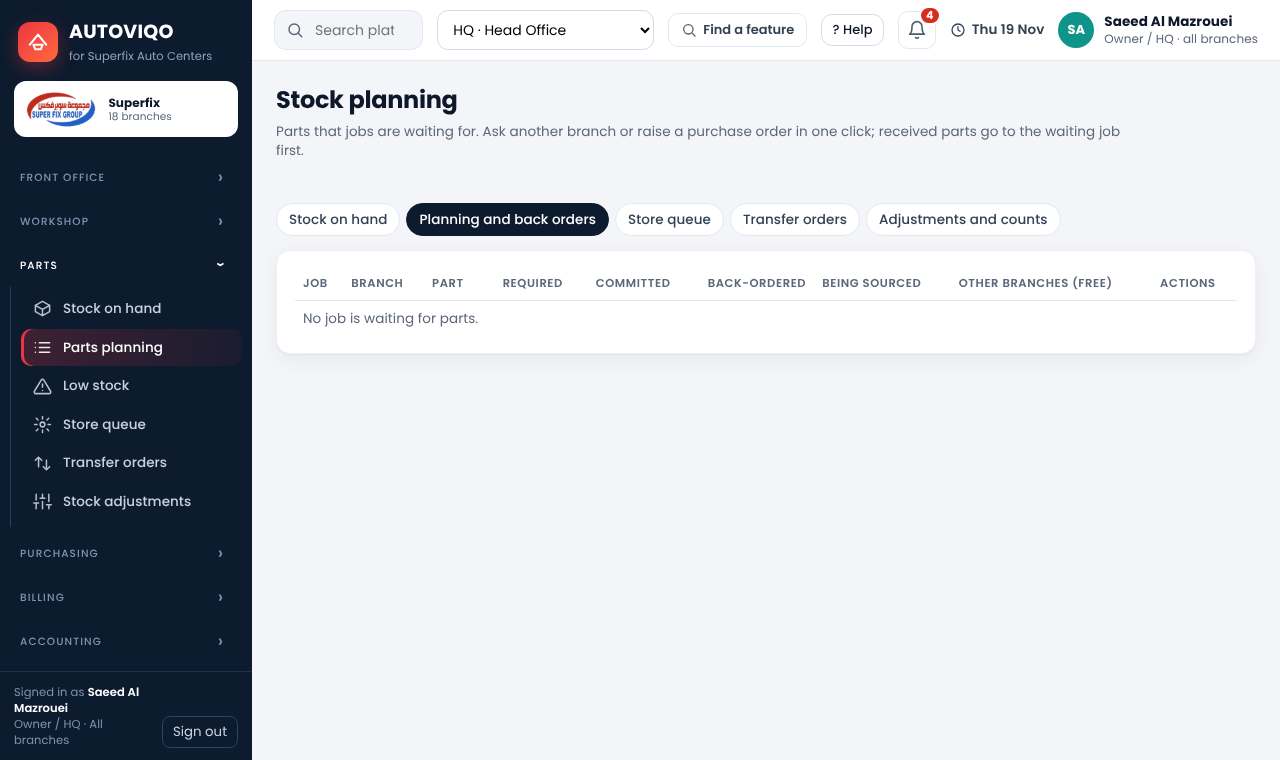 AUTOVIQO
for Superfix Auto Centers
مجموعة سوبر فكس
SUPER FIX GROUP
Superfix
18 branches
FRONT OFFICE
WORKSHOP
PARTS
Stock on hand
Parts planning
Low stock
Store queue
Transfer orders
Stock adjustments
PURCHASING
BILLING
ACCOUNTING
Signed in as Saeed Al
Mazrouei
Owner / HQ · All
branches
Sign out
Search plat
HQ · Head Office
Find a feature
? Help
4
Thu 19 Nov
SA
Saeed Al Mazrouei
Owner / HQ · all branches
Stock planning
Parts that jobs are waiting for. Ask another branch or raise a purchase order in one click; received parts go to the waiting job
first.
Stock on hand
Planning and back orders
Store queue
Transfer orders
Adjustments and counts
JOB BRANCH PART REQUIRED COMMITTED BACK-ORDERED BEING SOURCED OTHER BRANCHES (FREE) ACTIONS
No job is waiting for parts.